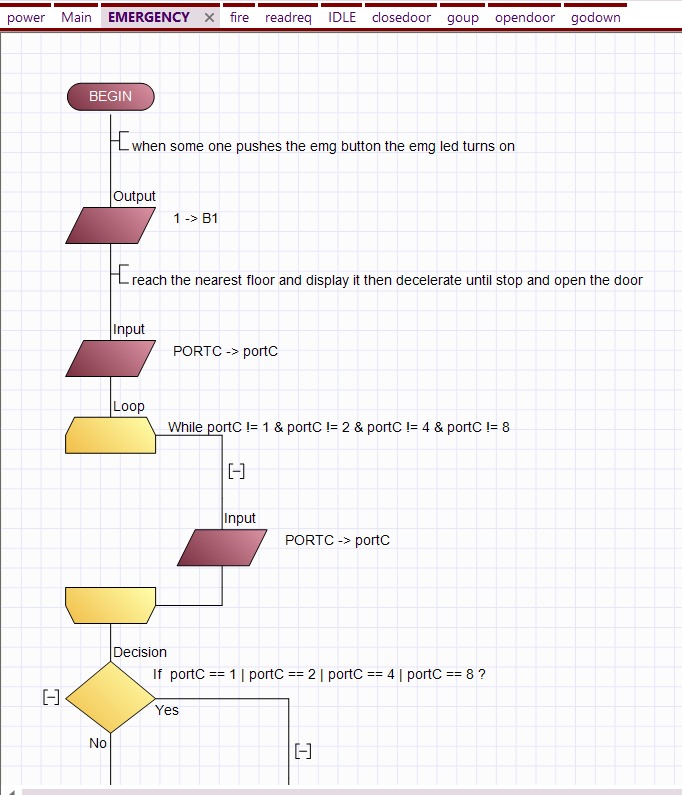 power Main EMERGENCY ✕ fire readreq IDLE closedoor goup opendoor godown
BEGIN
when some one pushes the emg button the emg led turns on
Output
1 -> B1
reach the nearest floor and display it then decelerate until stop and open the door
Input
PORTC -> portC
Loop
While portC != 1 & portC != 2 & portC != 4 & portC != 8
[-]
Input
PORTC -> portC
Decision
If portC == 1 | portC == 2 | portC == 4 | portC == 8 ?
[-]
Yes
No
[-]